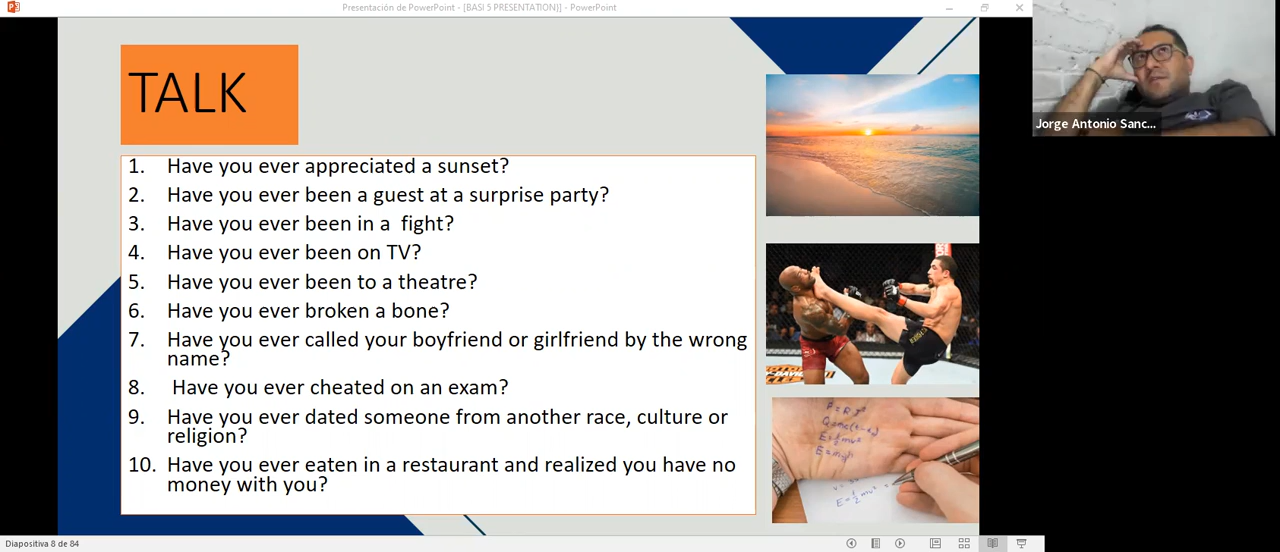 Presentación de PowerPoint - [BASI 5 PRESENTATION)] - PowerPoint
TALK
1. Have you ever appreciated a sunset?
2. Have you ever been a guest at a surprise party?
3. Have you ever been in a fight?
4. Have you ever been on TV?
5. Have you ever been to a theatre?
6. Have you ever broken a bone?
7. Have you ever called your boyfriend or girlfriend by the wrong
name?
8. Have you ever cheated on an exam?
9. Have you ever dated someone from another race, culture or
religion?
10. Have you ever eaten in a restaurant and realized you have no
money with you?
Jorge Antonio Sanc...
Diapositiva 8 de 84